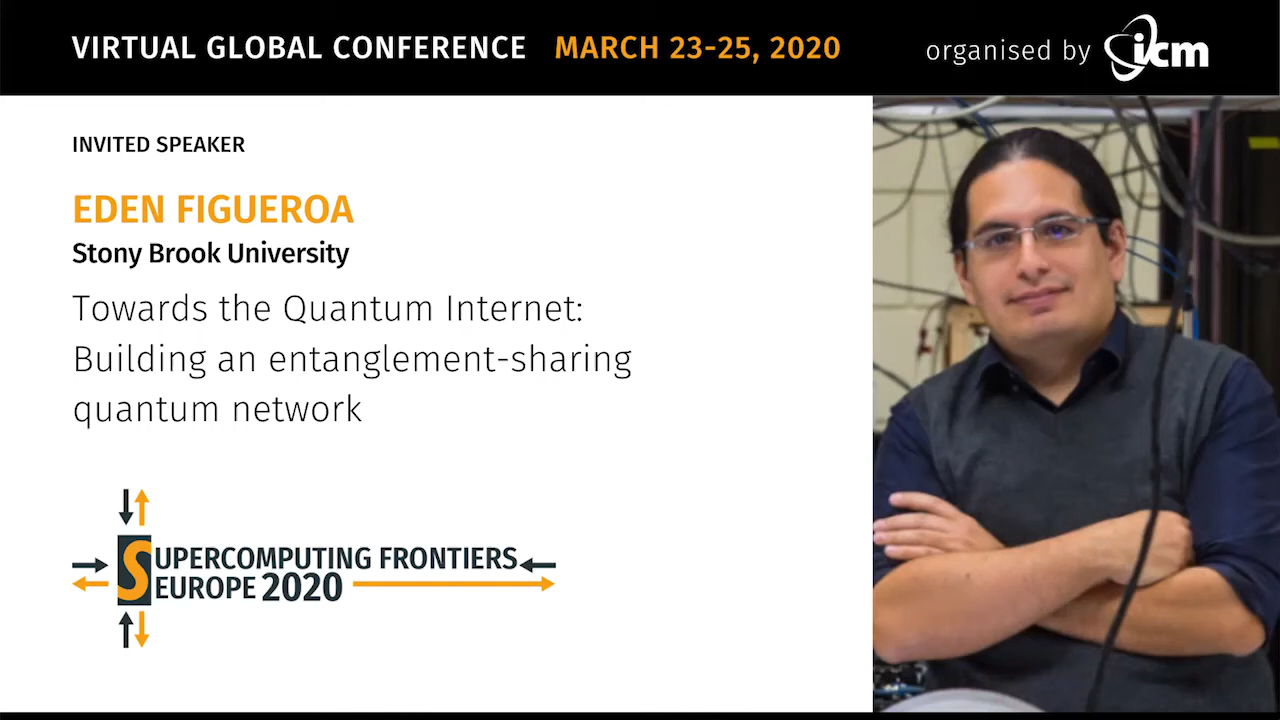 VIRTUAL GLOBAL CONFERENCE MARCH 23-25, 2020 organised by icm
INVITED SPEAKER
EDEN FIGUEROA
Stony Brook University
Towards the Quantum Internet:
Building an entanglement-sharing
quantum network
SUPERCOMPUTING FRONTIERS
EUROPE 2020